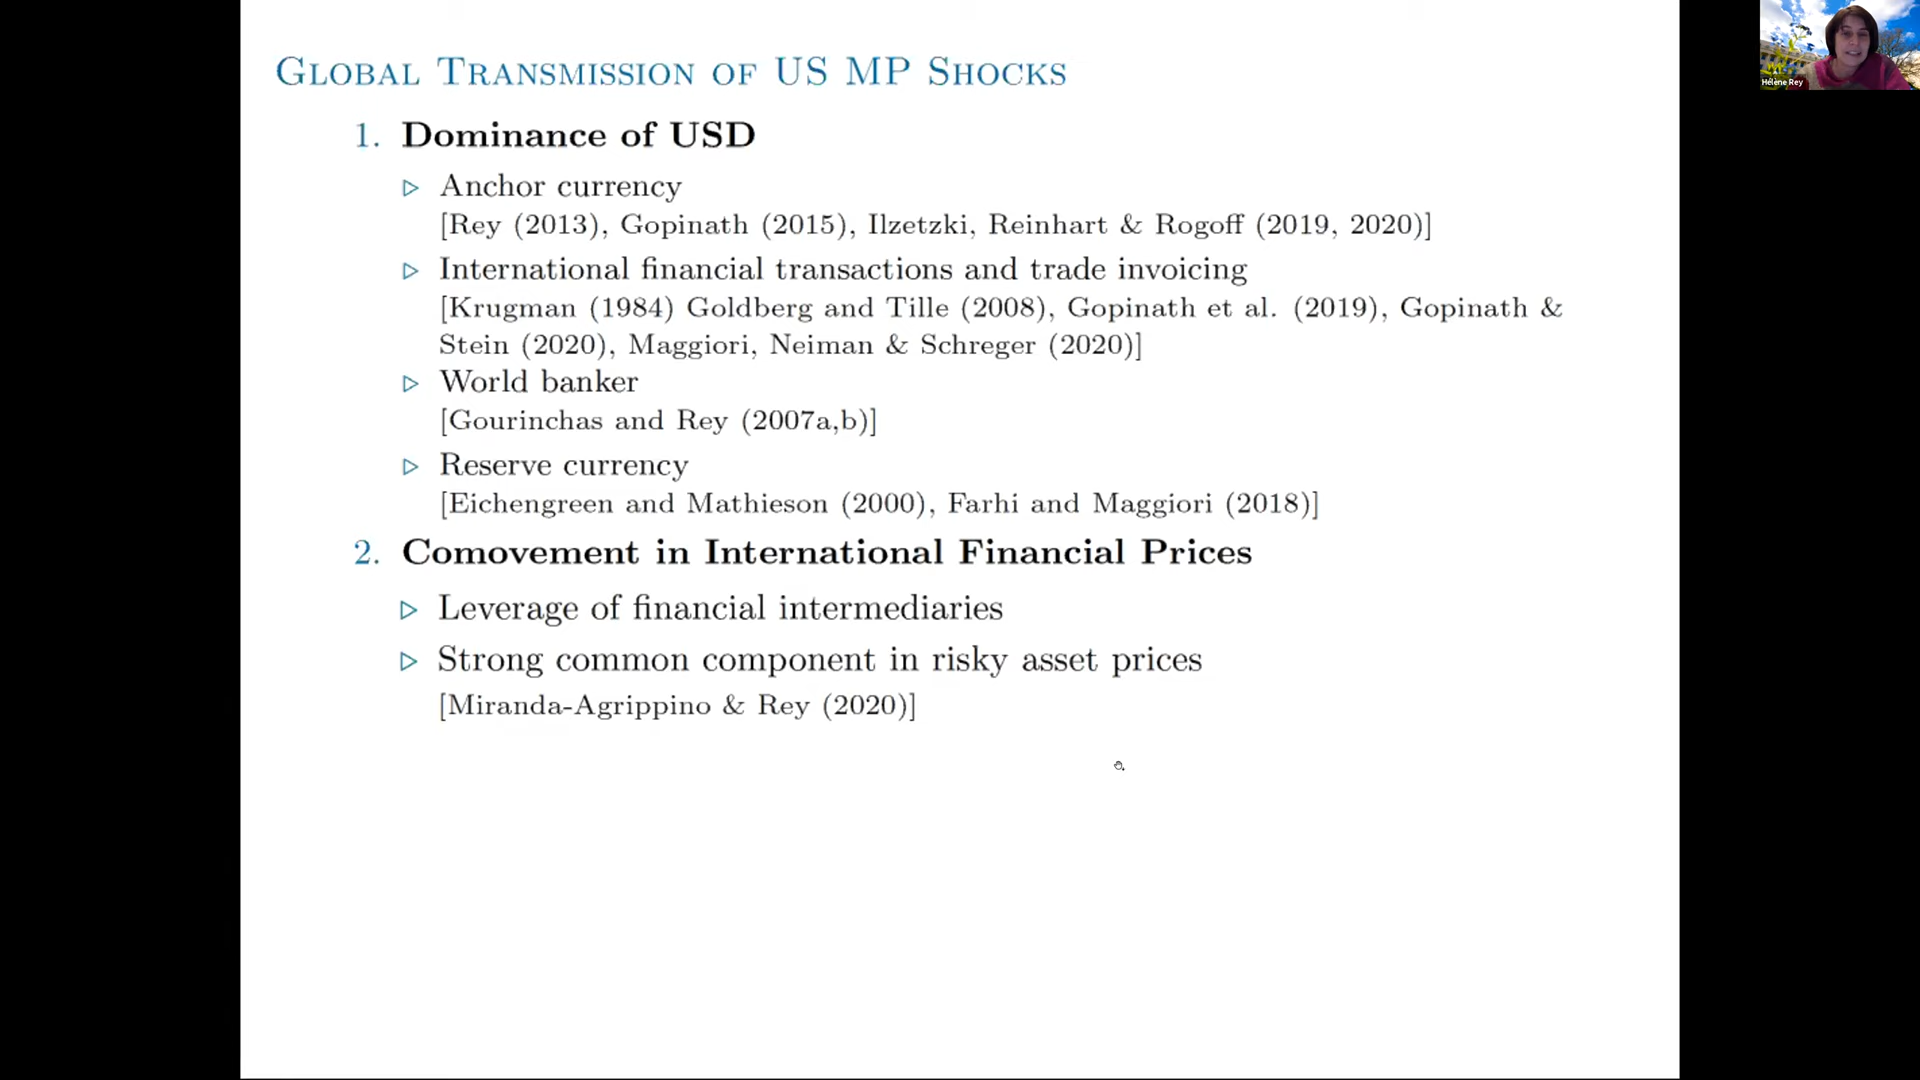 Global Transmission of US MP Shocks
Hélène Rey
1. Dominance of USD
▷ Anchor currency
[Rey (2013), Gopinath (2015), Ilzetzki, Reinhart & Rogoff (2019, 2020)]
▷ International financial transactions and trade invoicing
[Krugman (1984) Goldberg and Tille (2008), Gopinath et al. (2019), Gopinath &
Stein (2020), Maggiori, Neiman & Schreger (2020)]
▷ World banker
[Gourinchas and Rey (2007a,b)]
▷ Reserve currency
[Eichengreen and Mathieson (2000), Farhi and Maggiori (2018)]
2. Comovement in International Financial Prices
▷ Leverage of financial intermediaries
▷ Strong common component in risky asset prices
[Miranda-Agrippino & Rey (2020)]